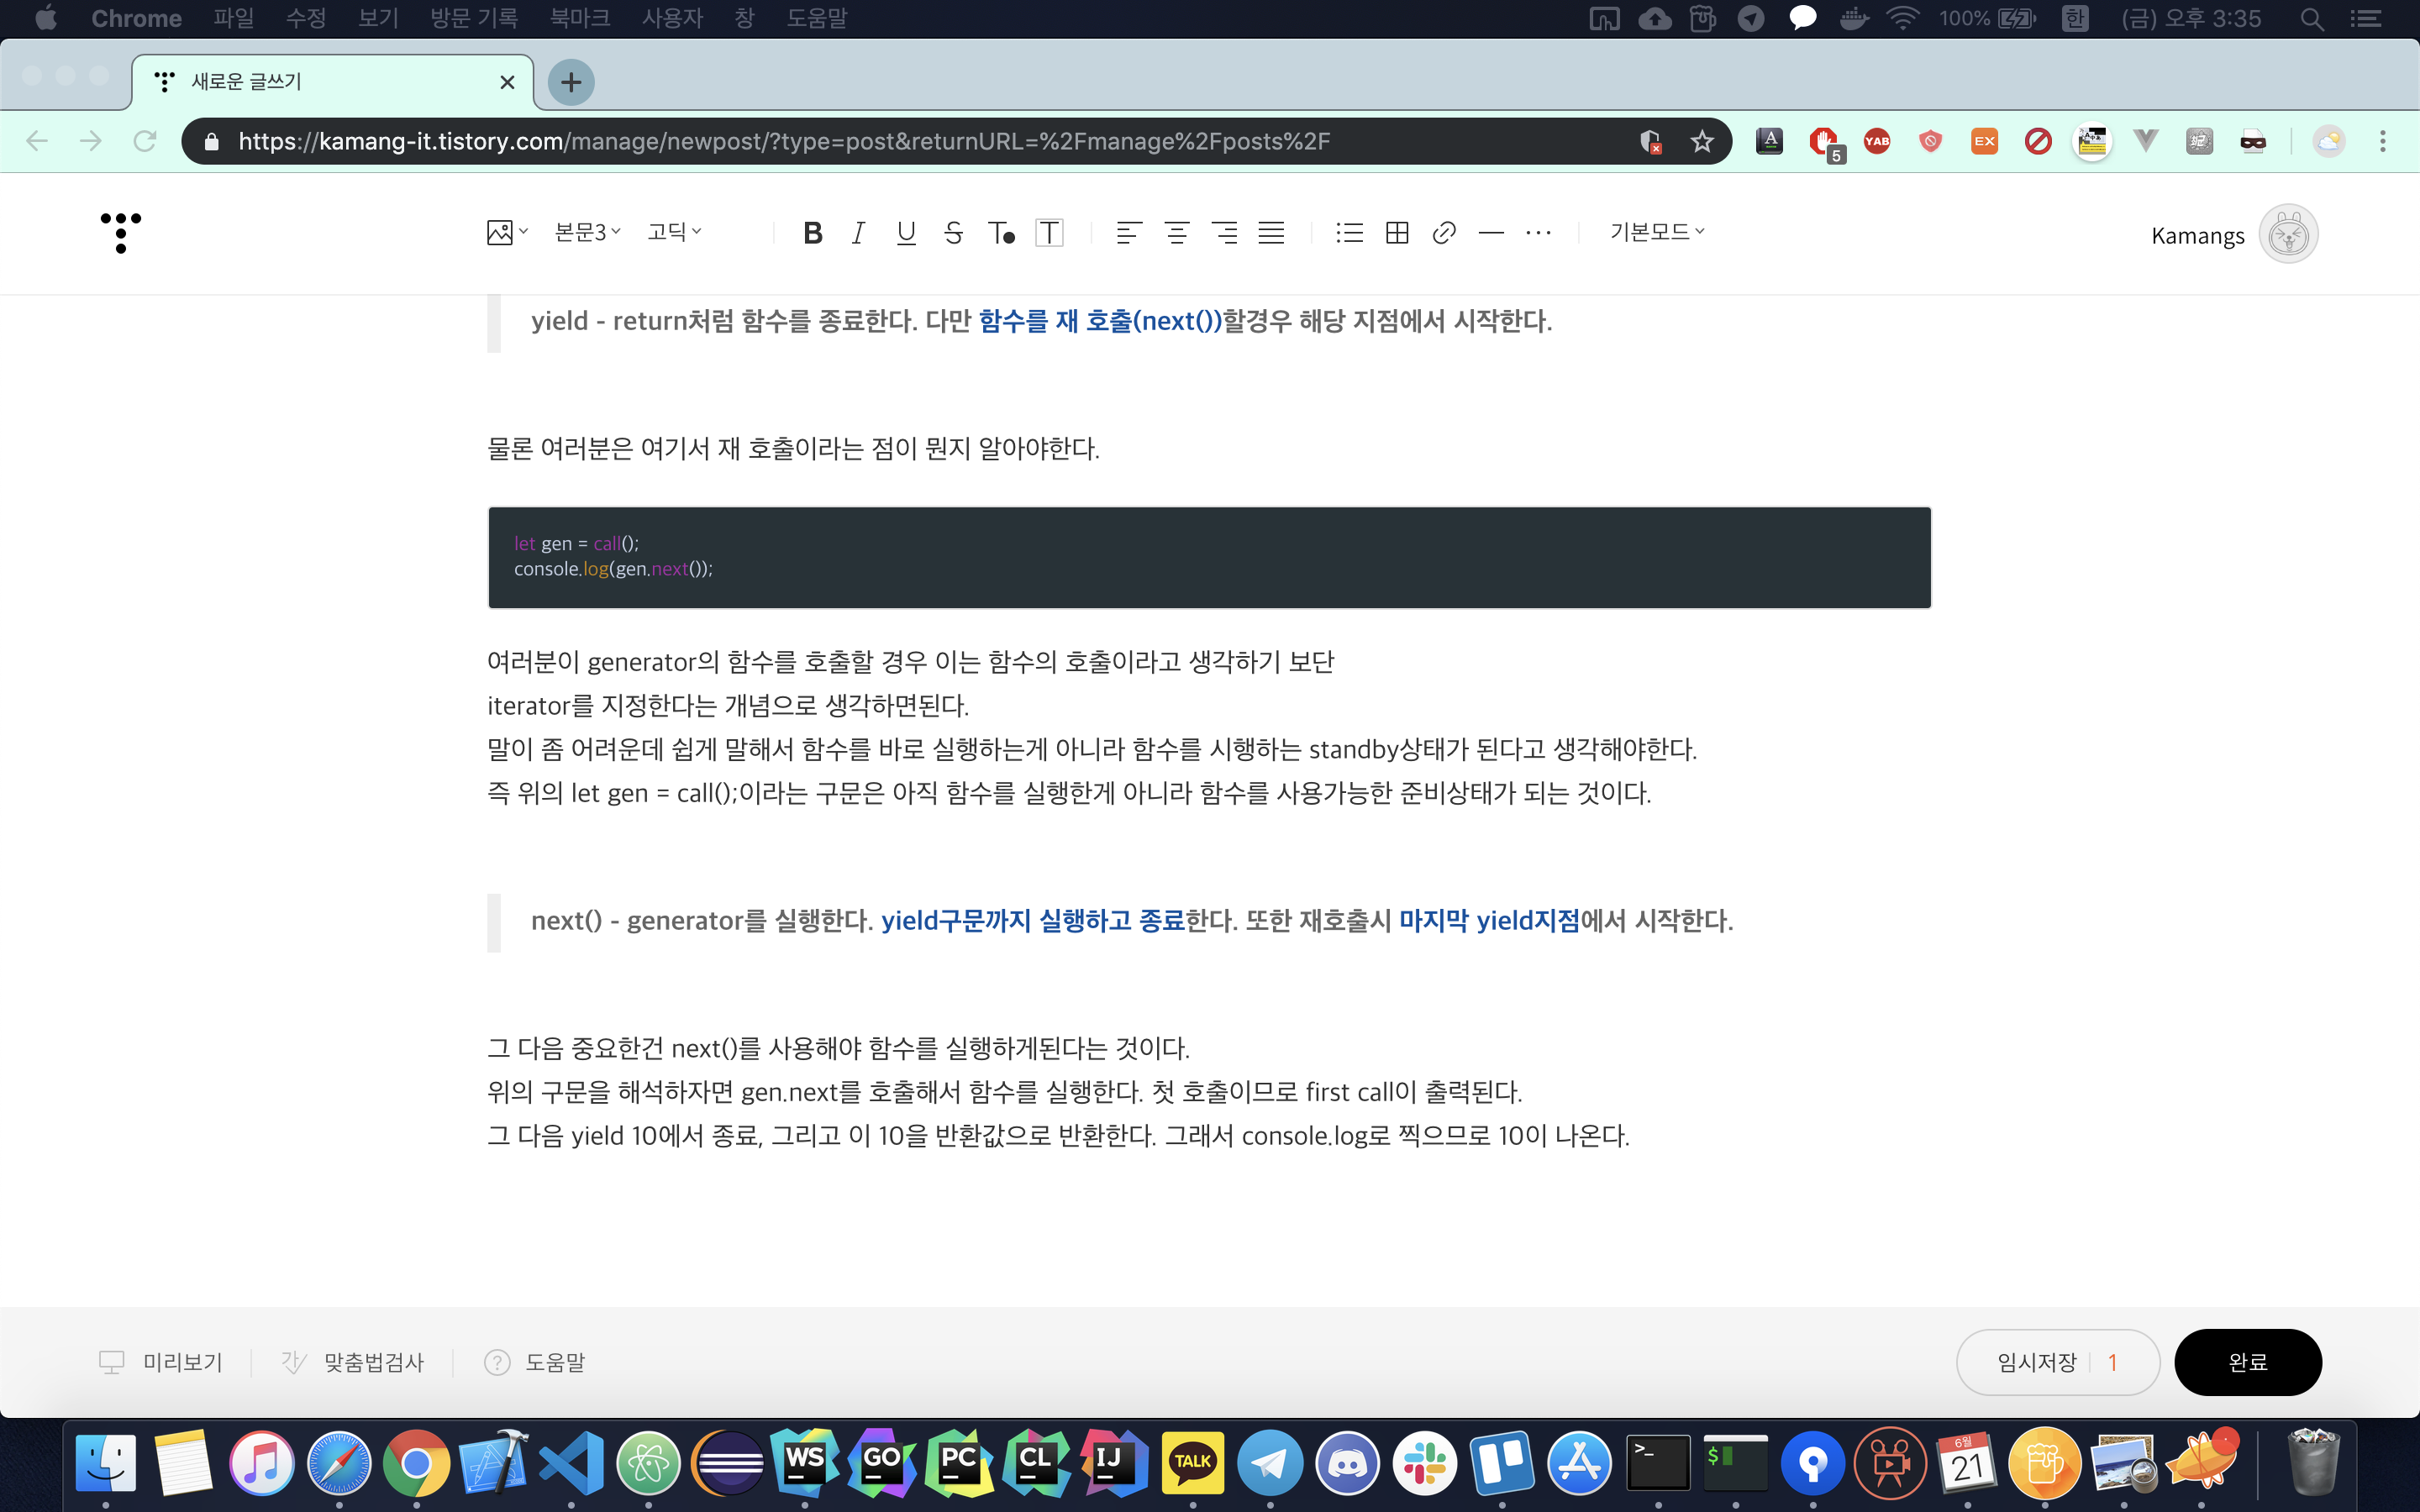 Chrome 파일 수정 보기 방문 기록 북마크 사용자 창 도움말 100% 한 (금) 오후 3:35
새로운 글쓰기
https://kamang-it.tistory.com/manage/newpost/?type=post&returnURL=%2Fmanage%2Fposts%2F A 5 YAB EX
본문3 고딕 B I U S T T 기본모드 Kamangs
yield - return처럼 함수를 종료한다. 다만 함수를 재 호출(next())할경우 해당 지점에서 시작한다.
물론 여러분은 여기서 재 호출이라는 점이 뭔지 알아야한다.
let gen = call();
console.log(gen.next());
여러분이 generator의 함수를 호출할 경우 이는 함수의 호출이라고 생각하기 보단
iterator를 지정한다는 개념으로 생각하면된다.
말이 좀 어려운데 쉽게 말해서 함수를 바로 실행하는게 아니라 함수를 시행하는 standby상태가 된다고 생각해야한다.
즉 위의 let gen = call();이라는 구문은 아직 함수를 실행한게 아니라 함수를 사용가능한 준비상태가 되는 것이다.
next() - generator를 실행한다. yield구문까지 실행하고 종료한다. 또한 재호출시 마지막 yield지점에서 시작한다.
그 다음 중요한건 next()를 사용해야 함수를 실행하게된다는 것이다.
위의 구문을 해석하자면 gen.next를 호출해서 함수를 실행한다. 첫 호출이므로 first call이 출력된다.
그 다음 yield 10에서 종료, 그리고 이 10을 반환값으로 반환한다. 그래서 console.log로 찍으므로 10이 나온다.
미리보기 맞춤법검사 ? 도움말 임시저장 1 완료
WS GO PC CL IJ TALK >_ $ 6월 21